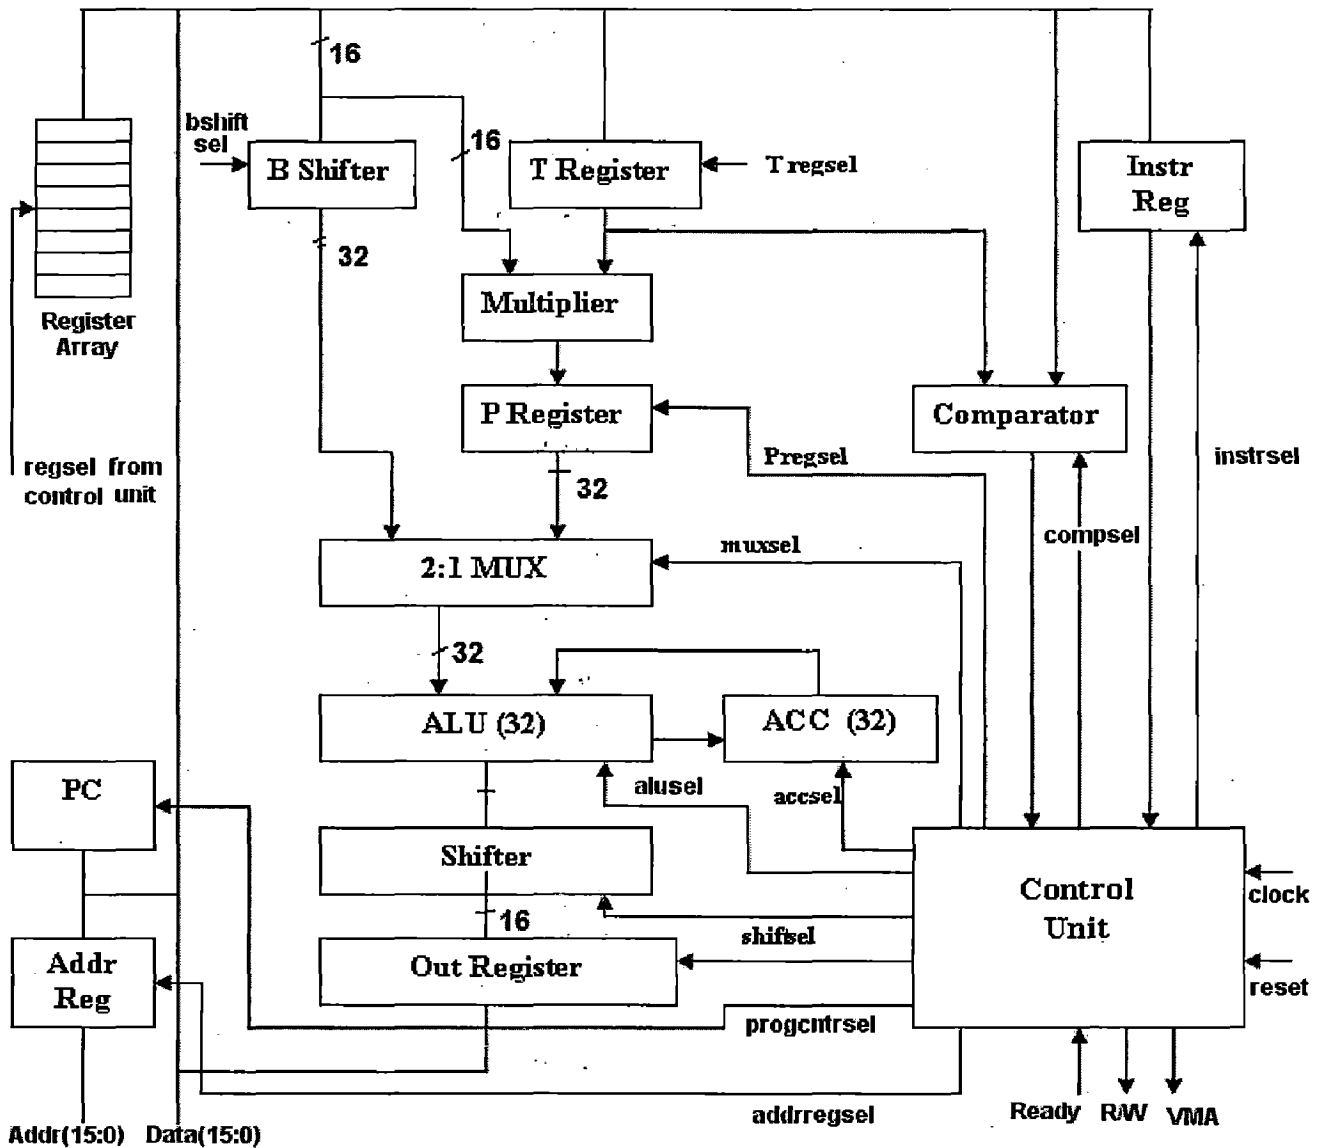 16
bshift
sel
B Shifter
16
T Register
T regsel
Instr
Reg
32
Multiplier
Register
Array
P Register
Comparator
regsel from
control unit
Pregsel
instrsel
32
compsel
muxsel
2:1 MUX
32
ALU (32)
ACC (32)
PC
alusel
accsel
Shifter
Control
Unit
clock
16
shiftsel
Addr
Reg
Out Register
reset
progcntrsel
addrregsel
Ready
R/W
VMA
Addr(15:0)
Data(15:0)